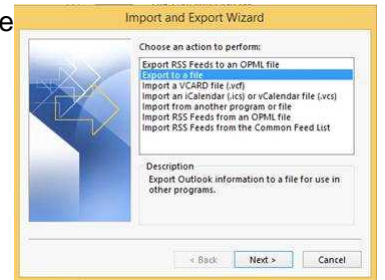 e
Import and Export Wizard
Choose an action to perform:
Export RSS Feeds to an OPML file
Export to a file
Import a VCARD file (.vcf)
Import an iCalendar (.ics) or vCalendar file (.vcs)
Import from another program or file
Import RSS Feeds from an OPML file
Import RSS Feeds from the Common Feed List
Description
Export Outlook information to a file for use in
other programs.
< Back Next > Cancel